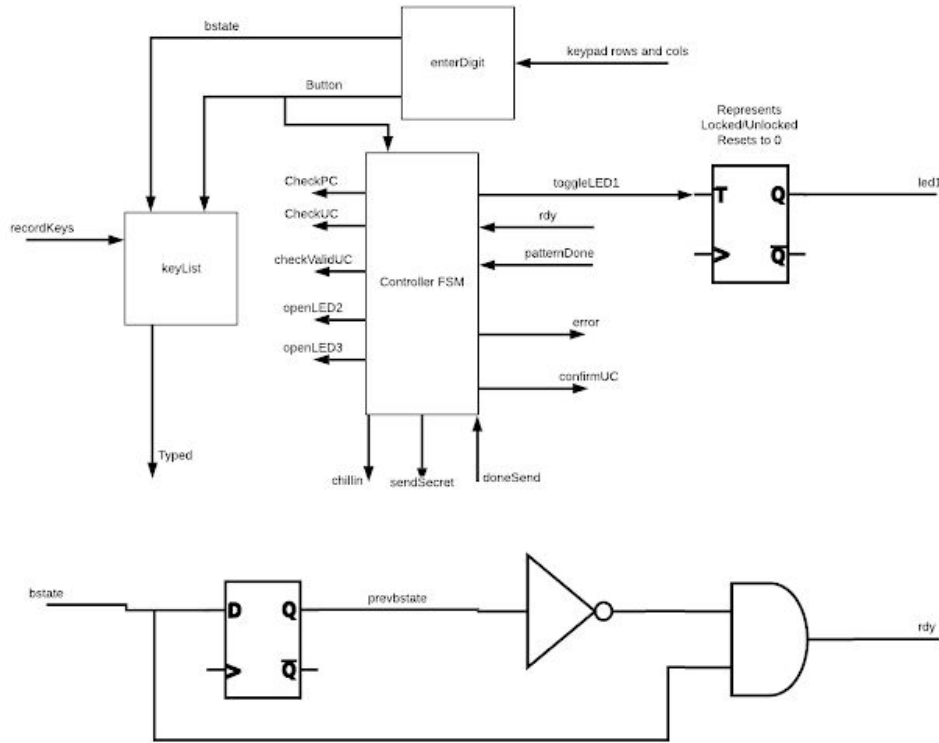 bstate
enterDigit
keypad rows and cols
Button
Represents
Locked/Unlocked
Resets to 0
CheckPC
toggleLED1
T
Q
led1
CheckUC
rdy
recordKeys
keyList
checkValidUC
Controller FSM
patternDone
Q
openLED2
error
openLED3
confirmUC
Typed
chillin
sendSecret
doneSend
bstate
D
Q
prevbstate
rdy
Q